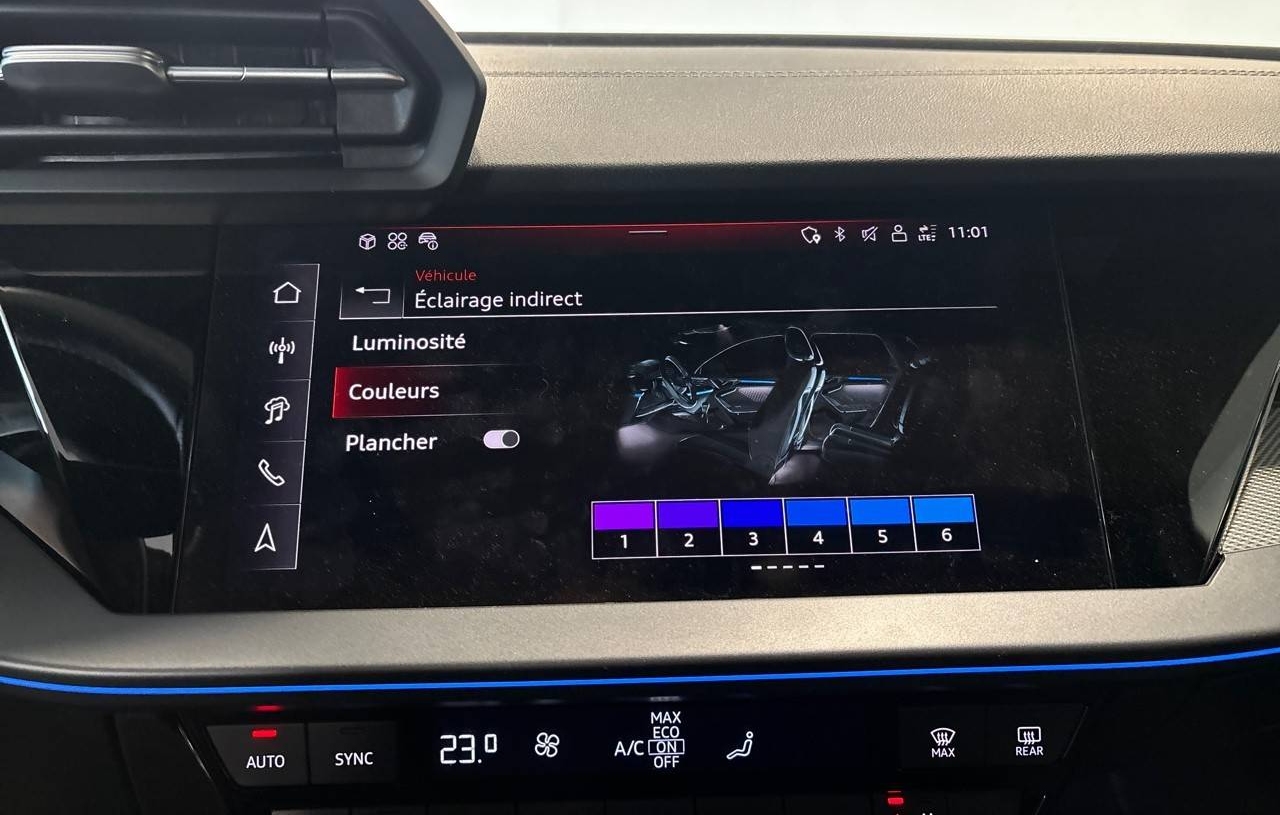 LTE 11:01
Véhicule
Éclairage indirect
Luminosité
Couleurs
Plancher
1 2 3 4 5 6
AUTO SYNC 23.0 A/C MAX
ECO
ON
OFF
MAX REAR